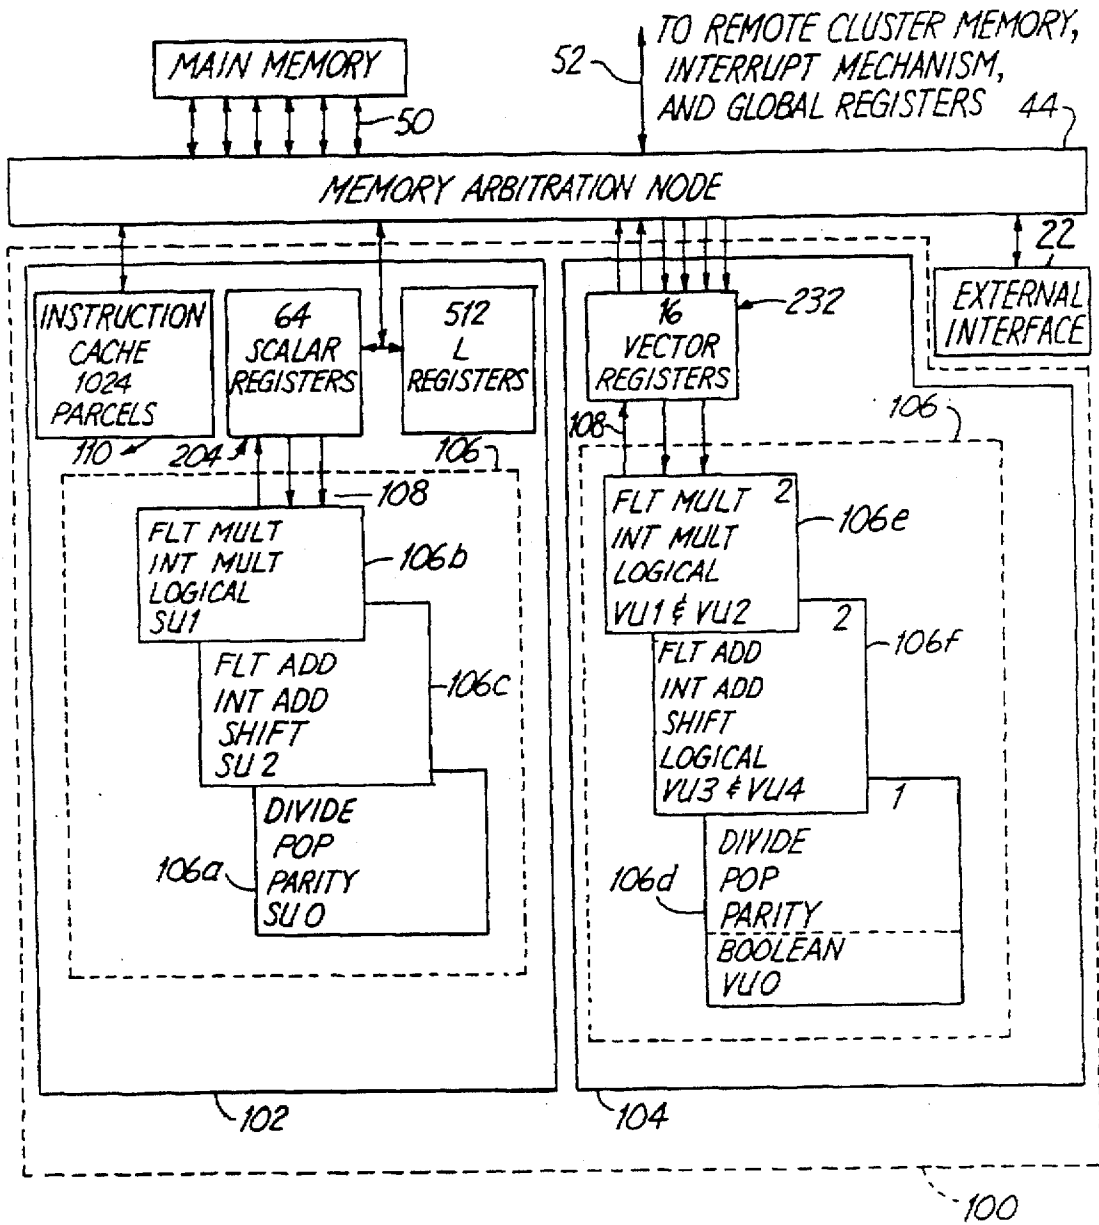 MAIN MEMORY
50
52
TO REMOTE CLUSTER MEMORY,
INTERRUPT MECHANISM,
AND GLOBAL REGISTERS
44
MEMORY ARBITRATION NODE
INSTRUCTION
CACHE
1024
PARCELS
110
64
SCALAR
REGISTERS
204
512
L
REGISTERS
16
VECTOR
REGISTERS
232
22
EXTERNAL
INTERFACE
106
108
FLT MULT
INT MULT
LOGICAL
SU1
106b
FLT ADD
INT ADD
SHIFT
SU2
106c
DIVIDE
POP
PARITY
SU0
106a
106
108
FLT MULT 2
INT MULT
LOGICAL
VU1 & VU2
106e
2
FLT ADD
INT ADD
SHIFT
LOGICAL
VU3 & VU4
106f
1
DIVIDE
POP
PARITY
BOOLEAN
VU0
106d
102
104
100